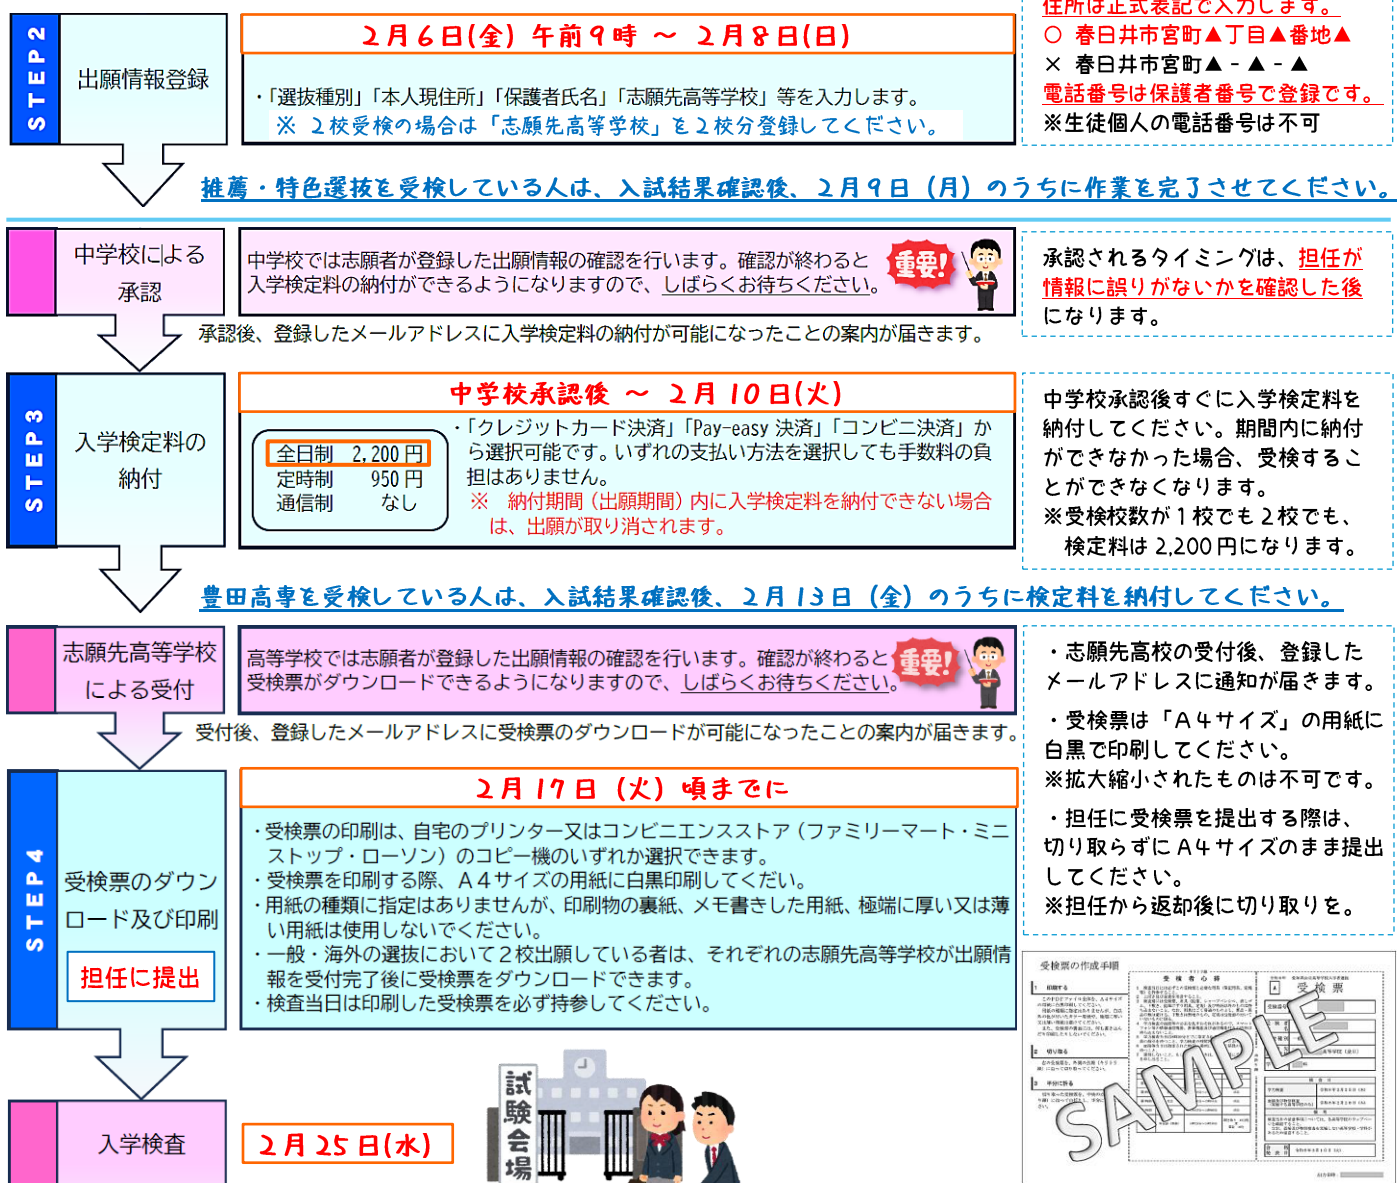 STEP2
出願情報登録
2月6日(金) 午前9時 ～ 2月8日(日)
・「選抜種別」「本人現住所」「保護者氏名」「志願先高等学校」等を入力します。
※ 2校受検の場合は「志願先高等学校」を2校分登録してください。
住所は正式表記で入力します。
○ 春日井市宮町▲丁目▲番地▲
× 春日井市宮町▲-▲-▲
電話番号は保護者番号で登録です。
※生徒個人の電話番号は不可
推薦・特色選抜を受検している人は、入試結果確認後、2月9日（月）のうちに作業を完了させてください。
中学校による
承認
中学校では志願者が登録した出願情報の確認を行います。確認が終わると
入学検定料の納付ができるようになりますので、しばらくお待ちください。
重要!
承認後、登録したメールアドレスに入学検定料の納付が可能になったことの案内が届きます。
承認されるタイミングは、担任が
情報に誤りがないかを確認した後
になります。
STEP3
入学検定料の
納付
中学校承認後 ～ 2月10日(火)
全日制 2,200円
定時制 950円
通信制 なし
・「クレジットカード決済」「Pay-easy 決済」「コンビニ決済」か
ら選択可能です。いずれの支払い方法を選択しても手数料の負
担はありません。
※ 納付期間（出願期間）内に入学検定料を納付できない場合
は、出願が取り消されます。
中学校承認後すぐに入学検定料を
納付してください。期間内に納付
ができなかった場合、受検するこ
とができなくなります。
※受検校数が1校でも2校でも、
検定料は2,200円になります。
豊田高専を受検している人は、入試結果確認後、2月13日（金）のうちに検定料を納付してください。
志願先高等学校
による受付
高等学校では志願者が登録した出願情報の確認を行います。確認が終わると
受検票がダウンロードできるようになりますので、しばらくお待ちください。
重要!
受付後、登録したメールアドレスに受検票のダウンロードが可能になったことの案内が届きます。
・志願先高校の受付後、登録した
メールアドレスに通知が届きます。
・受検票は「A4サイズ」の用紙に
白黒で印刷してください。
※拡大縮小されたものは不可です。
・担任に受検票を提出する際は、
切り取らずにA4サイズのまま提出
してください。
※担任から返却後に切り取りを。
STEP4
受検票のダウン
ロード及び印刷
担任に提出
2月17日（火）頃までに
・受検票の印刷は、自宅のプリンター又はコンビニエンスストア（ファミリーマート・ミニ
ストップ・ローソン）のコピー機のいずれか選択できます。
・受検票を印刷する際、A4サイズの用紙に白黒印刷してくだい。
・用紙の種類に指定はありませんが、印刷物の裏紙、メモ書きした用紙、極端に厚い又は薄
い用紙は使用しないでください。
・一般・海外の選抜において2校出願している者は、それぞれの志願先高等学校が出願情
報を受付完了後に受検票をダウンロードできます。
・検査当日は印刷した受検票を必ず持参してください。
受検票の作成手順
1 印刷する
2 切り取る
3 半分に折る
受検者心得
受検票
SAMPLE
入学検査
2月25日(水)
試験会場